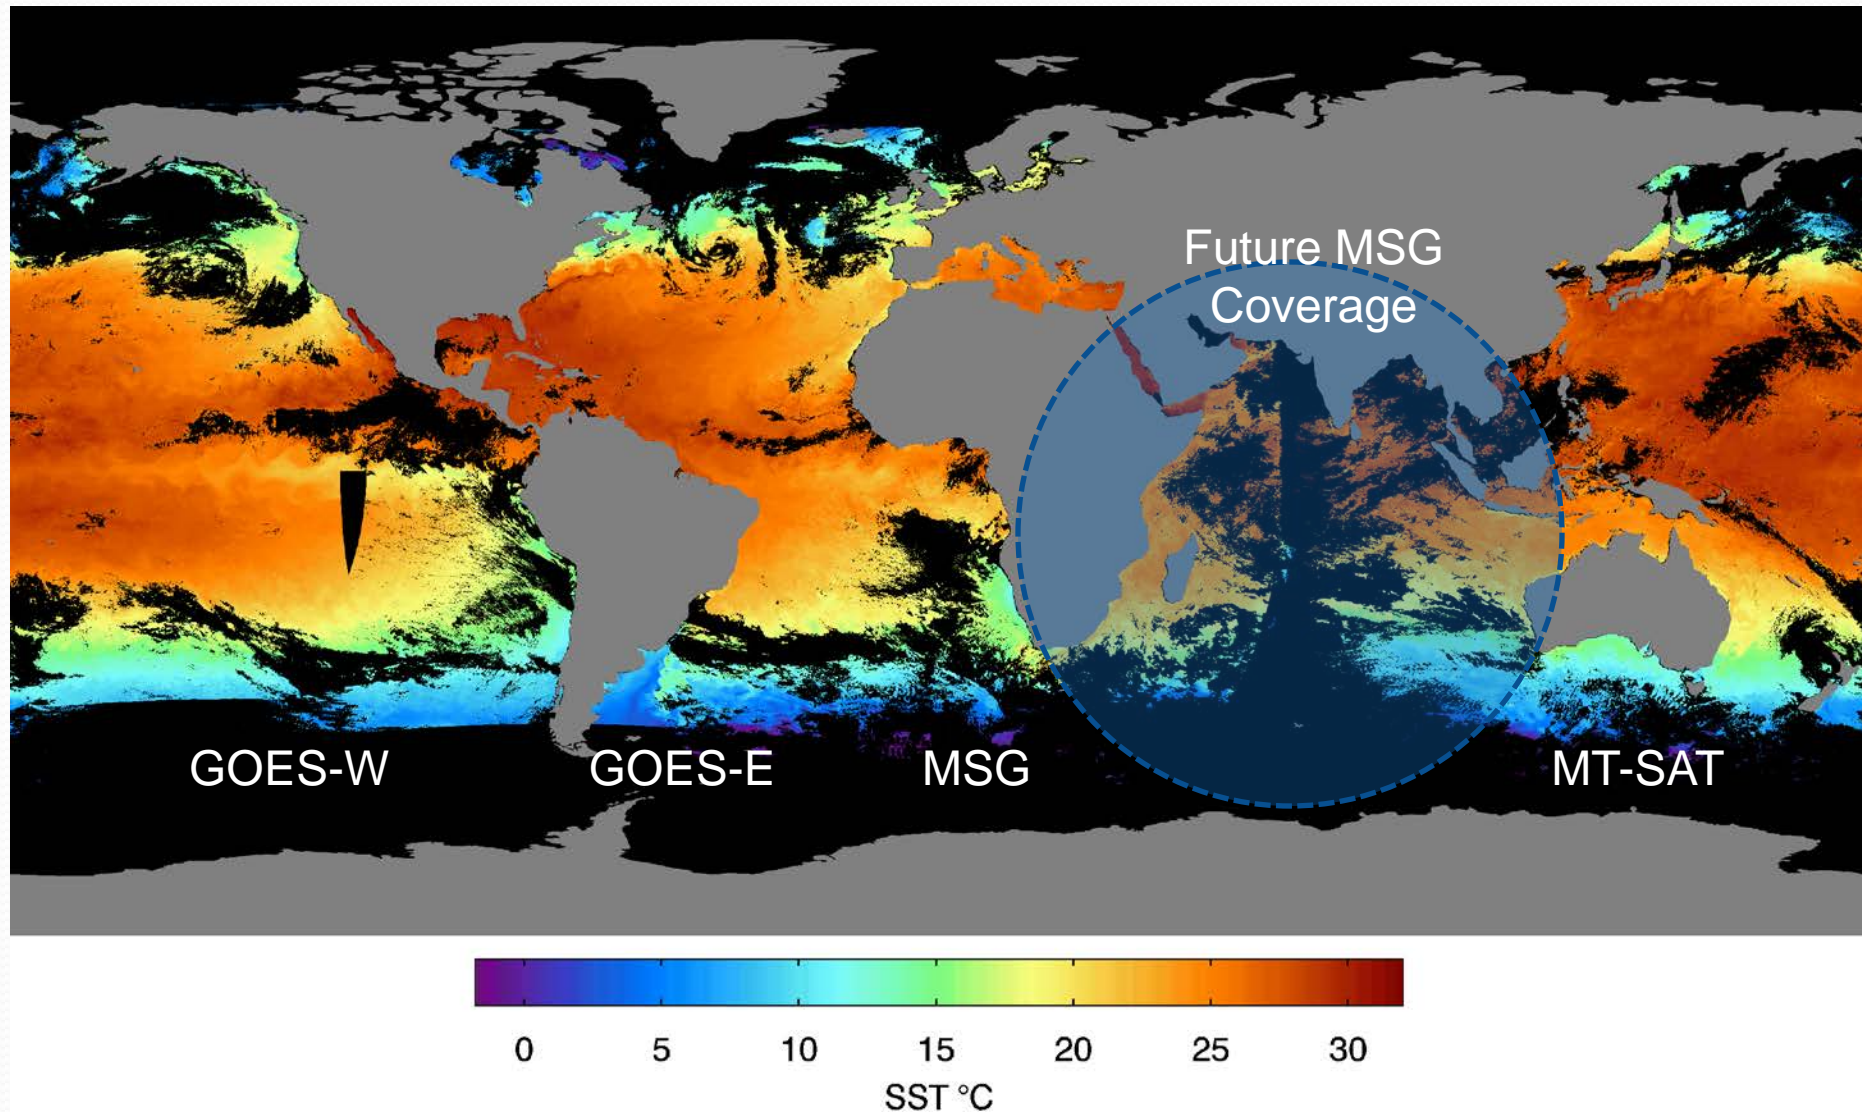 Future MSG
Coverage
GOES-W
GOES-E
MSG
MT-SAT
0 5 10 15 20 25 30
SST °C